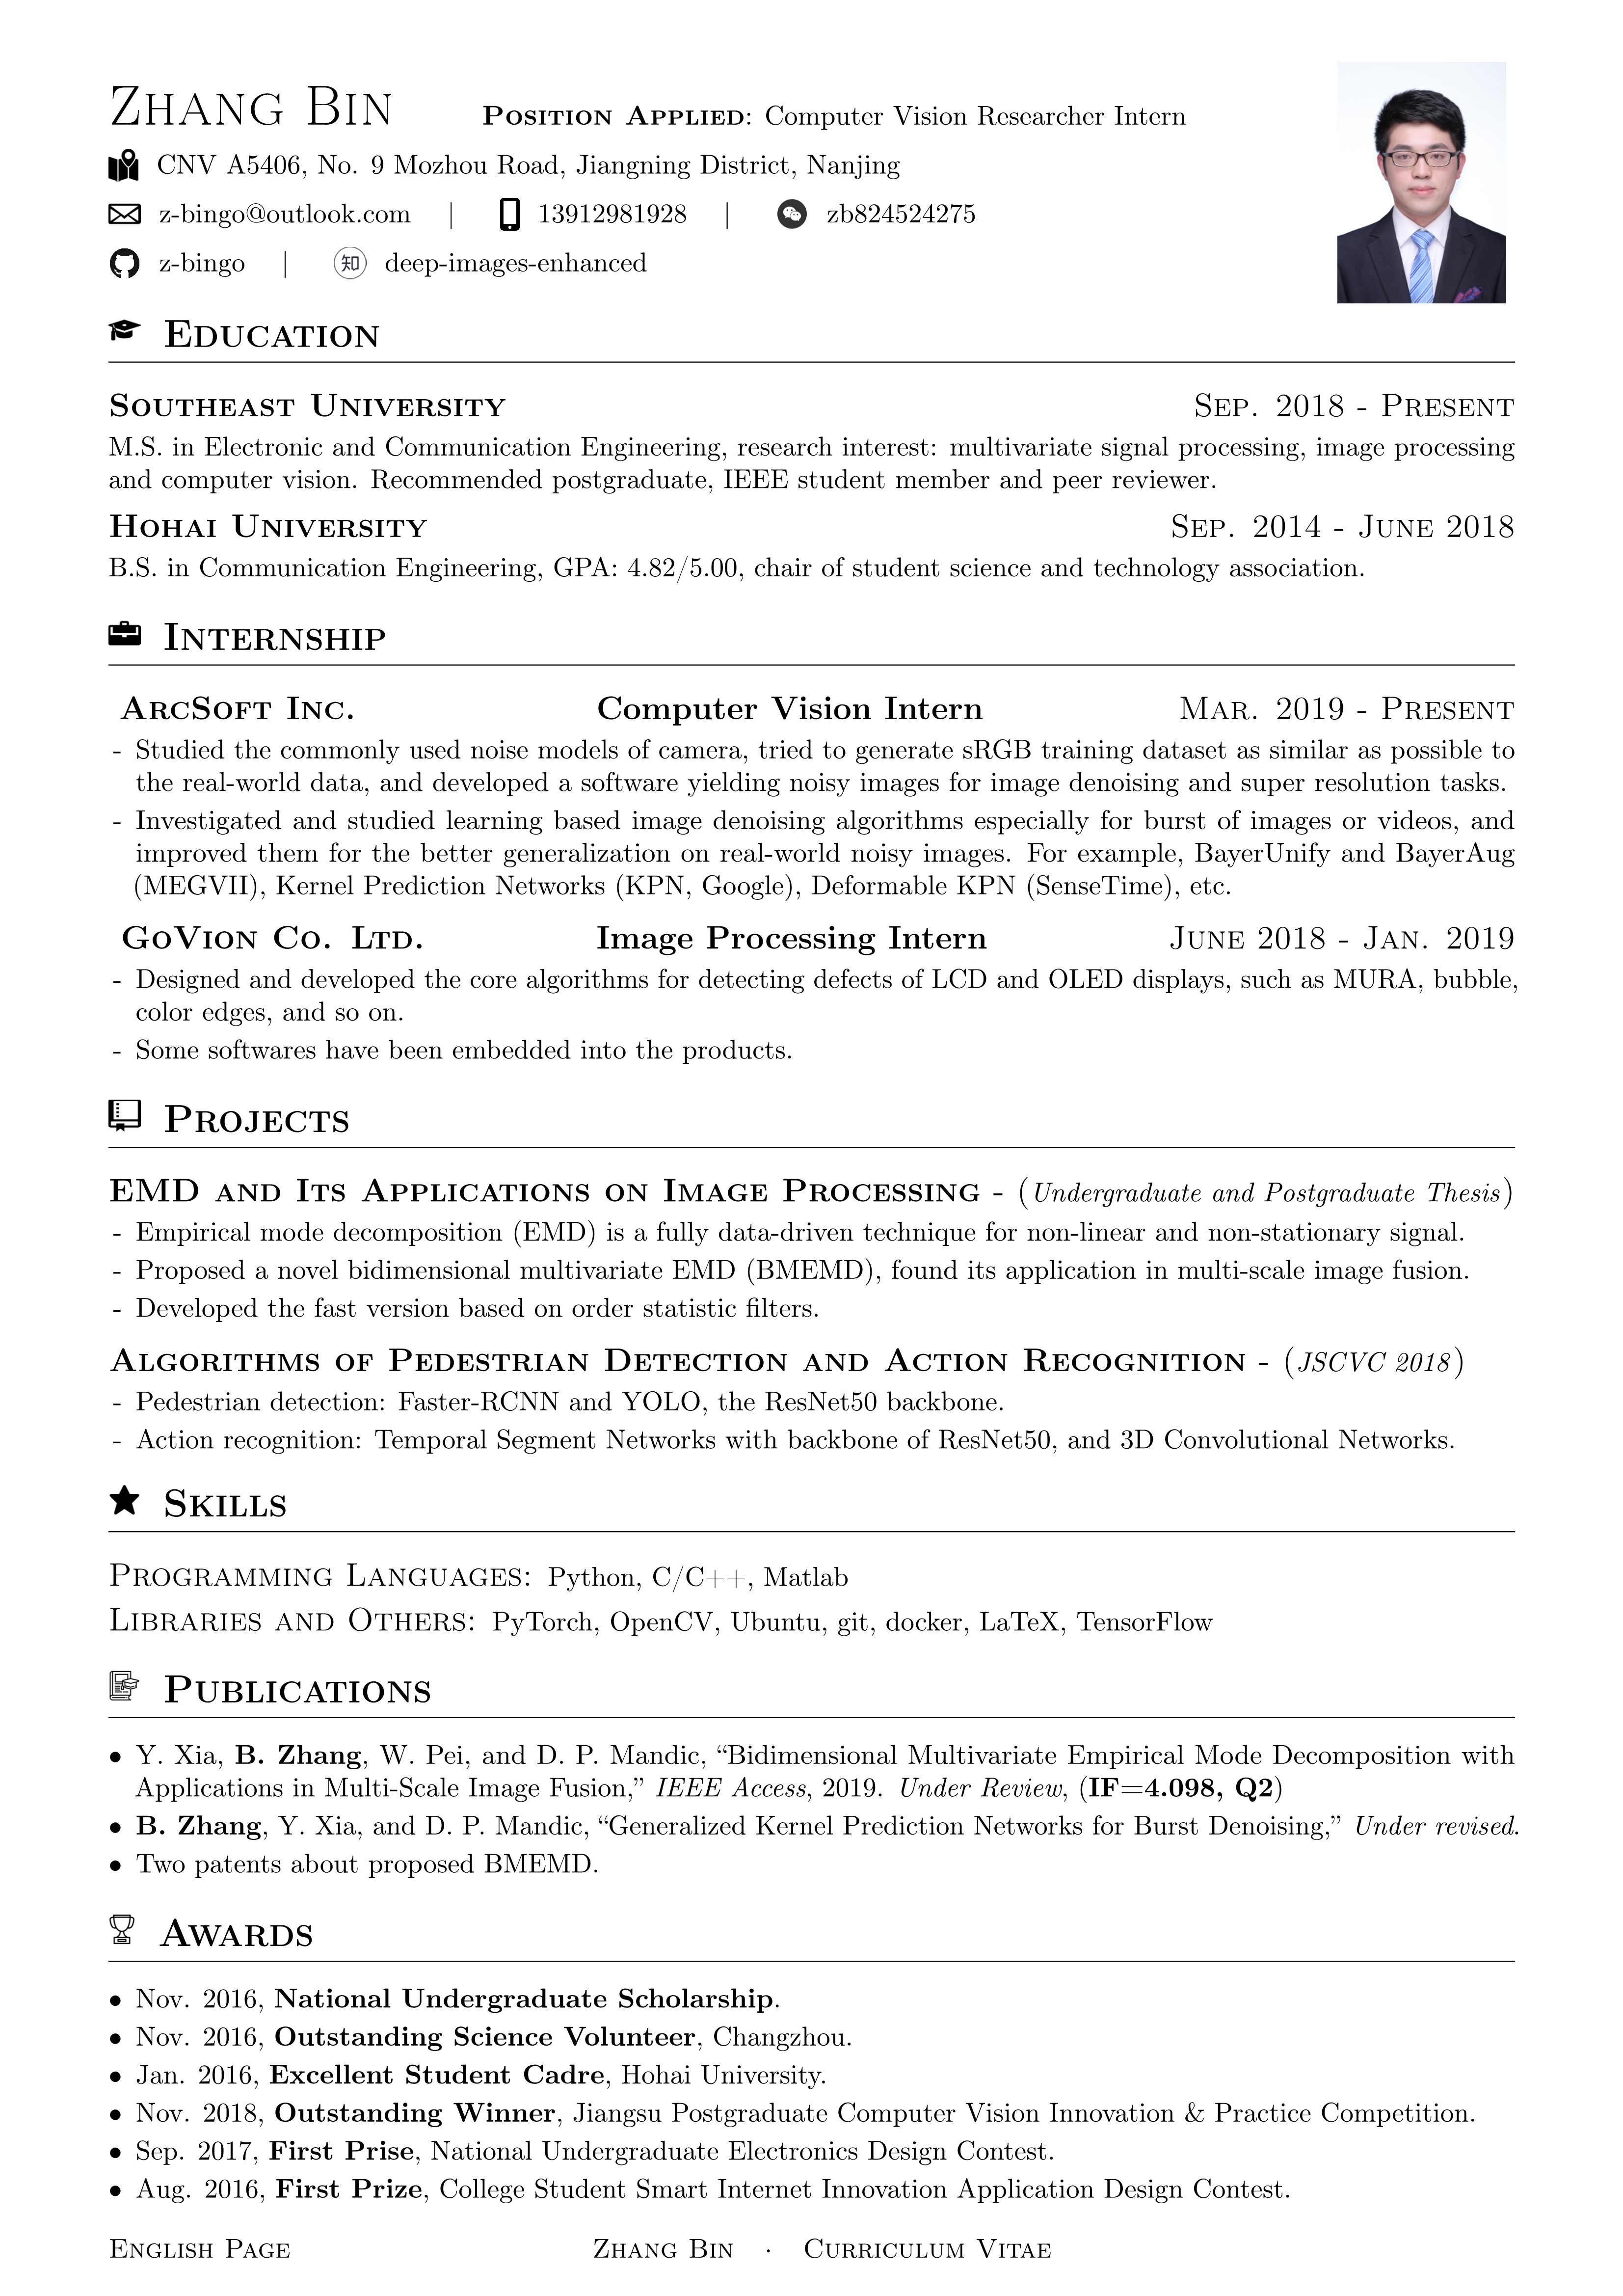 Zhang Bin Position Applied: Computer Vision Researcher Intern
CNV A5406, No. 9 Mozhou Road, Jiangning District, Nanjing
z-bingo@outlook.com | 13912981928 | zb824524275
z-bingo | 知 deep-images-enhanced
Education
Southeast University Sep. 2018 - Present
M.S. in Electronic and Communication Engineering, research interest: multivariate signal processing, image processing
and computer vision. Recommended postgraduate, IEEE student member and peer reviewer.
Hohai University Sep. 2014 - June 2018
B.S. in Communication Engineering, GPA: 4.82/5.00, chair of student science and technology association.
Internship
ArcSoft Inc. Computer Vision Intern Mar. 2019 - Present
- Studied the commonly used noise models of camera, tried to generate sRGB training dataset as similar as possible to
the real-world data, and developed a software yielding noisy images for image denoising and super resolution tasks.
- Investigated and studied learning based image denoising algorithms especially for burst of images or videos, and
improved them for the better generalization on real-world noisy images. For example, BayerUnify and BayerAug
(MEGVII), Kernel Prediction Networks (KPN, Google), Deformable KPN (SenseTime), etc.
GoVion Co. Ltd. Image Processing Intern June 2018 - Jan. 2019
- Designed and developed the core algorithms for detecting defects of LCD and OLED displays, such as MURA, bubble,
color edges, and so on.
- Some softwares have been embedded into the products.
Projects
EMD and Its Applications on Image Processing - (Undergraduate and Postgraduate Thesis)
- Empirical mode decomposition (EMD) is a fully data-driven technique for non-linear and non-stationary signal.
- Proposed a novel bidimensional multivariate EMD (BMEMD), found its application in multi-scale image fusion.
- Developed the fast version based on order statistic filters.
Algorithms of Pedestrian Detection and Action Recognition - (JSCVC 2018)
- Pedestrian detection: Faster-RCNN and YOLO, the ResNet50 backbone.
- Action recognition: Temporal Segment Networks with backbone of ResNet50, and 3D Convolutional Networks.
Skills
Programming Languages: Python, C/C++, Matlab
Libraries and Others: PyTorch, OpenCV, Ubuntu, git, docker, LaTeX, TensorFlow
Publications
• Y. Xia, B. Zhang, W. Pei, and D. P. Mandic, “Bidimensional Multivariate Empirical Mode Decomposition with
Applications in Multi-Scale Image Fusion,” IEEE Access, 2019. Under Review, (IF=4.098, Q2)
• B. Zhang, Y. Xia, and D. P. Mandic, “Generalized Kernel Prediction Networks for Burst Denoising,” Under revised.
• Two patents about proposed BMEMD.
Awards
• Nov. 2016, National Undergraduate Scholarship.
• Nov. 2016, Outstanding Science Volunteer, Changzhou.
• Jan. 2016, Excellent Student Cadre, Hohai University.
• Nov. 2018, Outstanding Winner, Jiangsu Postgraduate Computer Vision Innovation & Practice Competition.
• Sep. 2017, First Prise, National Undergraduate Electronics Design Contest.
• Aug. 2016, First Prize, College Student Smart Internet Innovation Application Design Contest.
English Page Zhang Bin · Curriculum Vitae